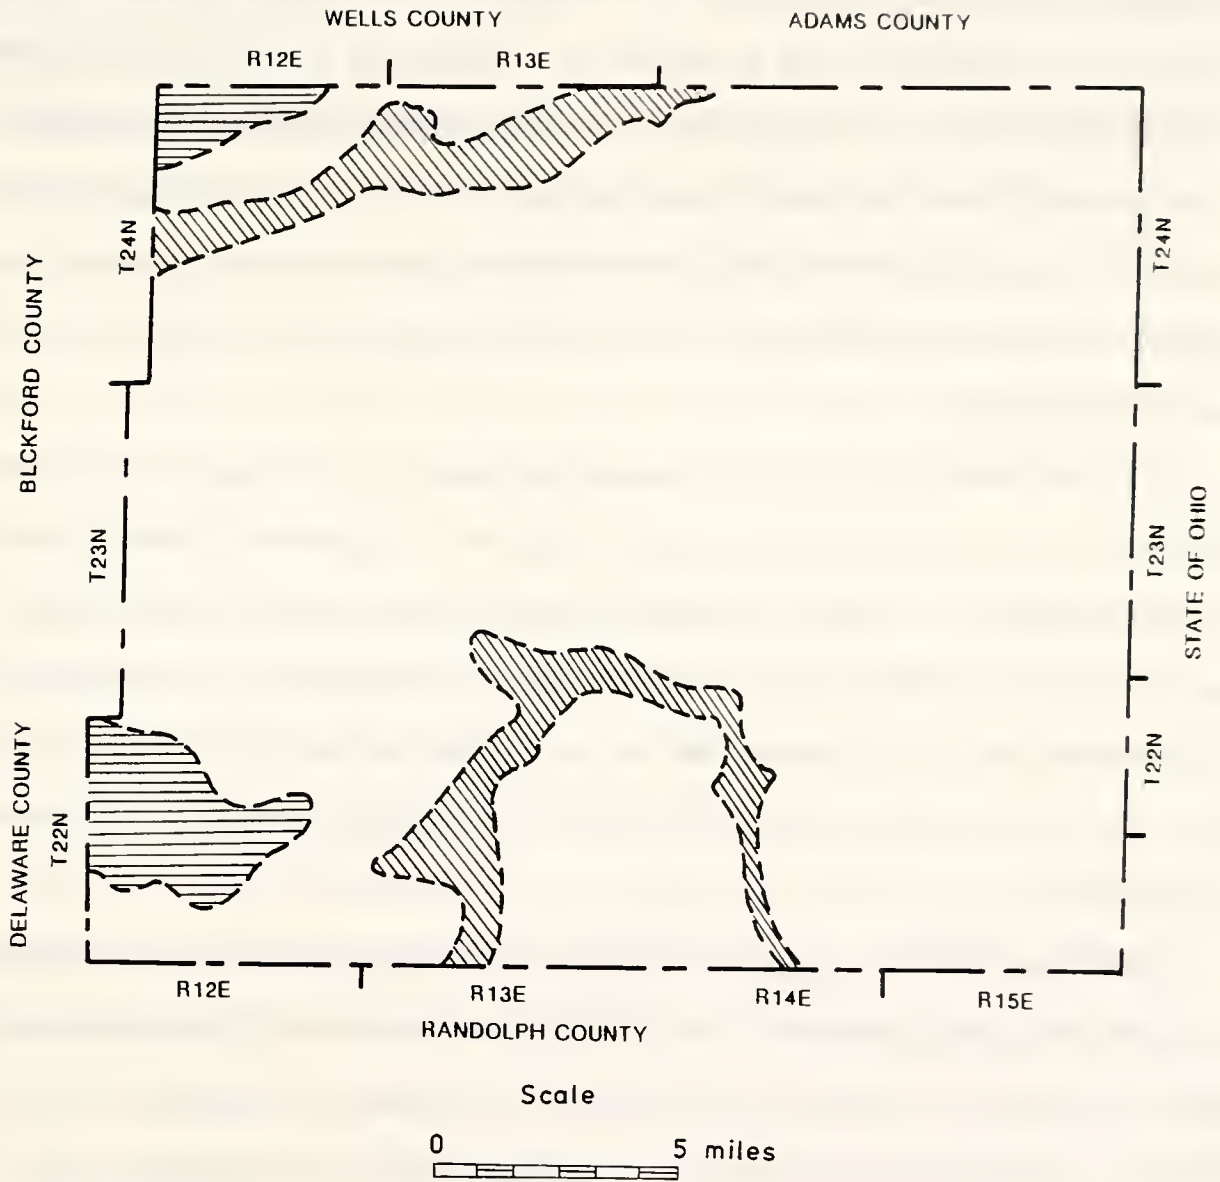 WELLS COUNTY
ADAMS COUNTY
R12E
R13E
T24N
T24N
BLCKFORD COUNTY
T23N
T23N
STATE OF OHIO
T22N
DELAWARE COUNTY
T22N
R12E
R13E
R14E
R15E
RANDOLPH COUNTY
Scale
0 5 miles